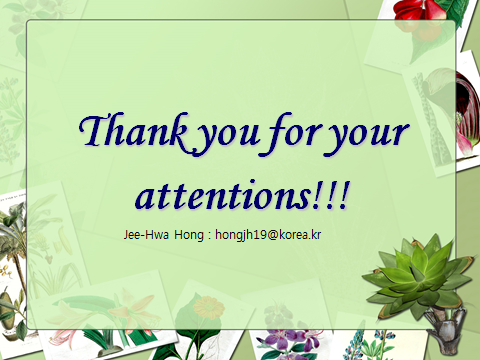 Thank you for your
attentions!!!
Jee-Hwa Hong : hongjh19@korea.kr